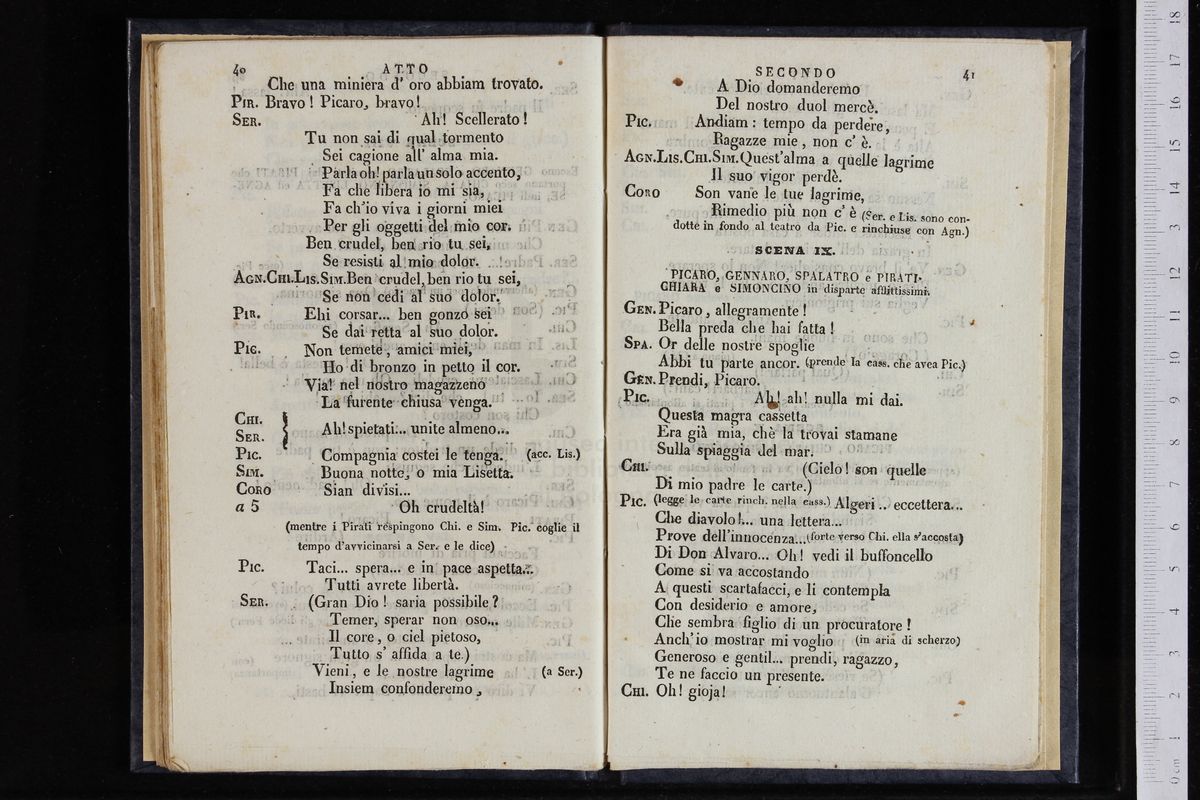 40 ATTO
Che una miniera d' oro abbiam trovato.
PIR. Bravo! Picaro, bravo!
SER. Ah! Scellerato!
Tu non sai di qual tormento
Sei cagione all' alma mia.
Parla oh! parla un solo accento,
Fa che libera io mi sia,
Fa ch'io viva i giorni miei
Per gli oggetti del mio cor.
Ben crudel, ben rio tu sei,
Se resisti al mio dolor.
AGN.CHI.LIS.SIM.Ben crudel, ben rio tu sei,
Se non cedi al suo dolor.
PIR. Ehi corsar... ben gonzo sei
Se dai retta al suo dolor.
PIC. Non temete, amici miei,
Ho di bronzo in petto il cor.
Via! nel nostro magazzeno
La furente chiusa venga.
CHI.
SER. } Ah! spietati... unite almeno...
PIC. Compagnia costei le tenga. (acc. Lis.)
SIM. Buona notte, o mia Lisetta.
CORO Sian divisi...
a 5 Oh crudeltà!
(mentre i Pirati respingono Chi. e Sim. Pic. coglie il
tempo d'avvicinarsi a Ser. e le dice)
PIC. Taci... spera... e in pace aspetta...
Tutti avrete libertà.
SER. (Gran Dio! saria possibile?
Temer, sperar non oso...
Il core, o ciel pietoso,
Tutto s' affida a te.)
Vieni, e le nostre lagrime (a Ser.)
Insiem confonderemo,
SECONDO 41
A Dio domanderemo
Del nostro duol mercè.
PIC. Andiam: tempo da perdere,
Ragazze mie, non c' è.
AGN.LIS.CHI.SIM.Quest'alma a quelle lagrime
Il suo vigor perdè.
CORO Son vane le tue lagrime,
Rimedio più non c' è (Ser. e Lis. sono con-
dotte in fondo al teatro da Pic. e rinchiuse con Agn.)
SCENA IX.
PICARO, GENNARO, SPALATRO e PIRATI.
CHIARA e SIMONCINO in disparte afflittissimi.
GEN. Picaro, allegramente!
Bella preda che hai fatta!
SPA. Or delle nostre spoglie
Abbi tu parte ancor. (prende la cass. che avea Pic.)
GEN. Prendi, Picaro.
PIC. Ah! ah! nulla mi dai.
Questa magra cassetta
Era già mia, chè la trovai stamane
Sulla spiaggia del mar.
CHI. (Cielo! son quelle
Di mio padre le carte.)
PIC. (legge le carte rinch. nella cass.) Algeri.. eccettera...
Che diavolo!... una lettera...
Prove dell'innocenza...(forte verso Chi. ella s'accosta)
Di Don Alvaro... Oh! vedi il buffoncello
Come si va accostando
A questi scartafacci, e li contempla
Con desiderio e amore,
Che sembra figlio di un procuratore!
Anch'io mostrar mi voglio (in aria di scherzo)
Generoso e gentil... prendi, ragazzo,
Te ne faccio un presente.
CHI. Oh! gioja!